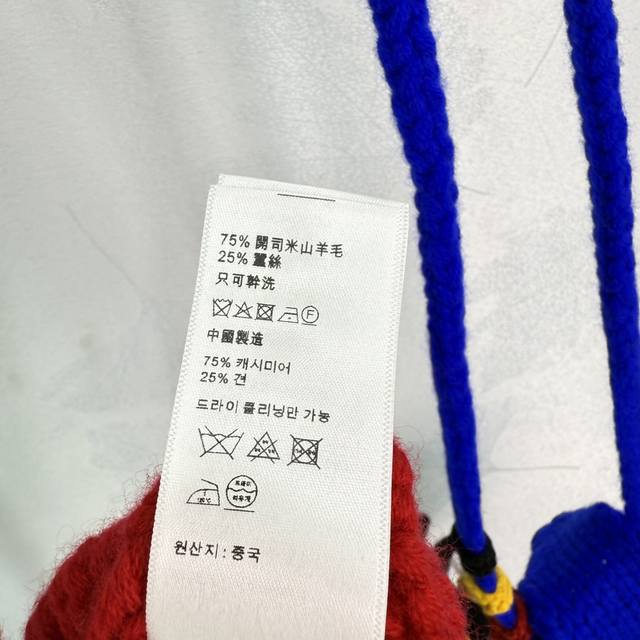 75% 開司米山羊毛
25% 蠶絲
只可幹洗
F
中國製造
75% 캐시미어
25% 견
드라이 클리닝만 가능
원산지: 중국